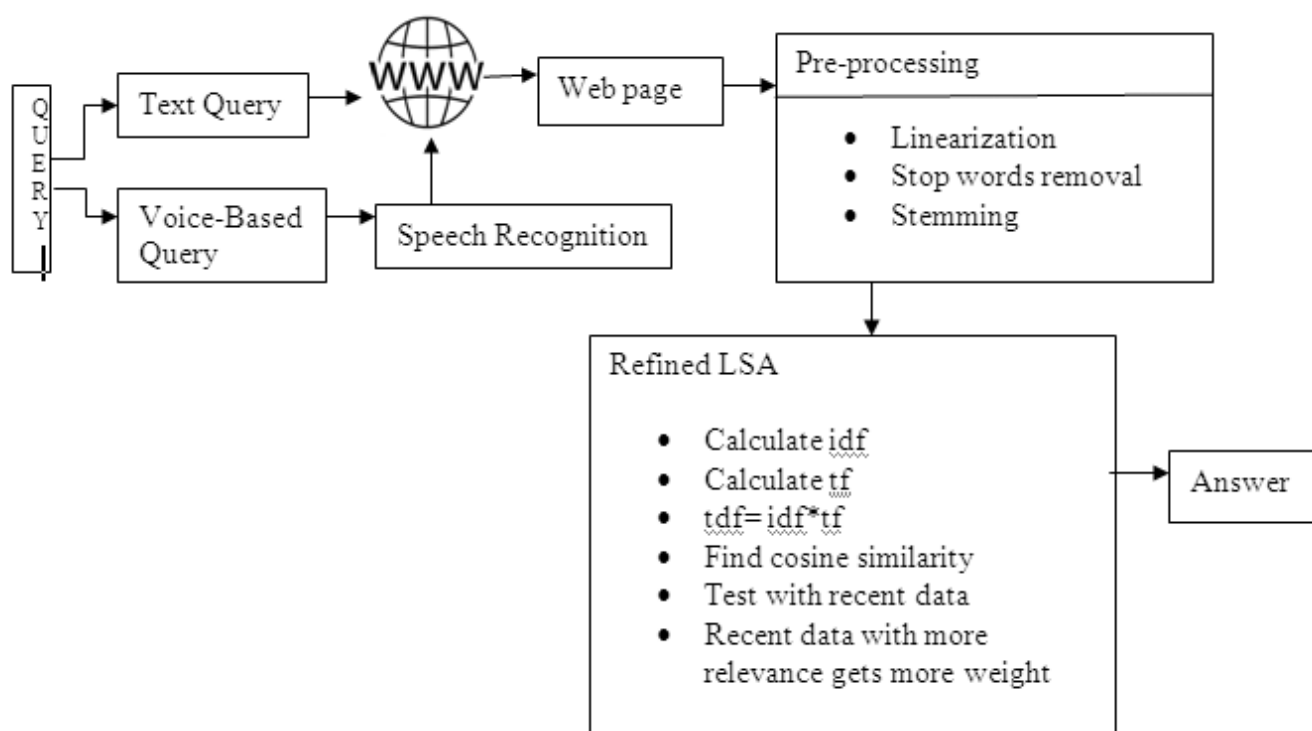 QUERY
Text Query
Voice-Based
Query
Speech Recognition
WWW
Web page
Pre-processing
• Linearization
• Stop words removal
• Stemming
Refined LSA
• Calculate idf
• Calculate tf
• tdf= idf*tf
• Find cosine similarity
• Test with recent data
• Recent data with more
relevance gets more weight
Answer